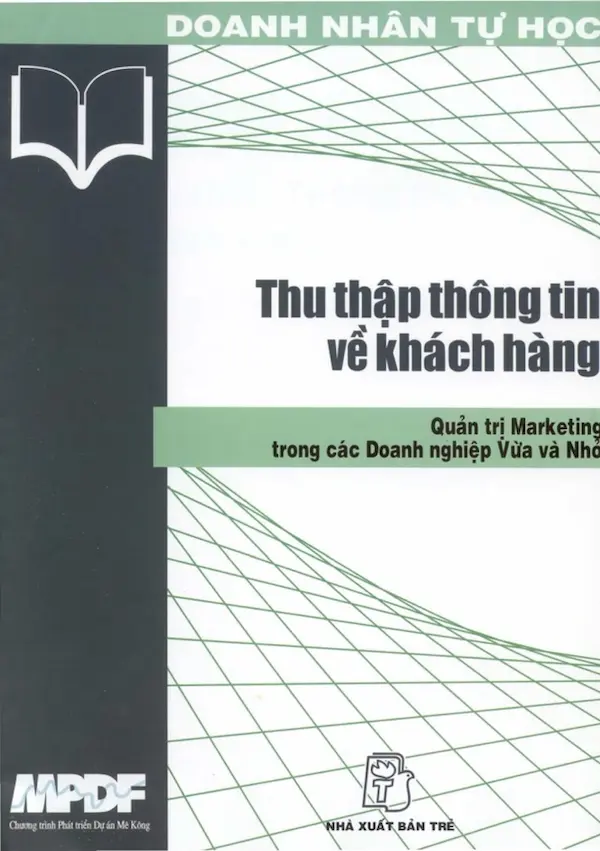 DOANH NHÂN TỰ HỌC
Thu thập thông tin
về khách hàng
Quản trị Marketing
trong các Doanh nghiệp Vừa và Nhỏ
MPDF
Chương trình Phát triển Dự án Mê Kông
T
NHÀ XUẤT BẢN TRẺ